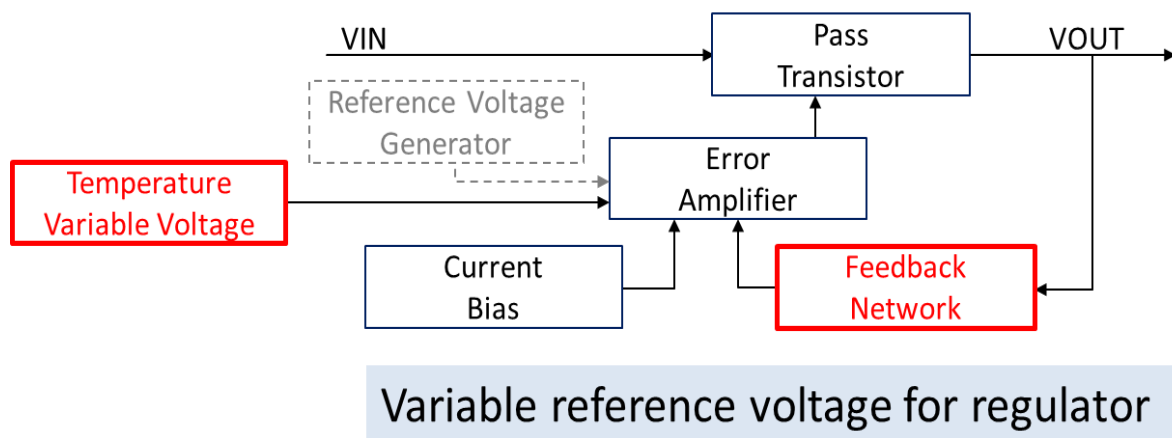 VIN
Pass
Transistor
VOUT
Reference Voltage
Generator
Error
Amplifier
Temperature
Variable Voltage
Current
Bias
Feedback
Network
Variable reference voltage for regulator